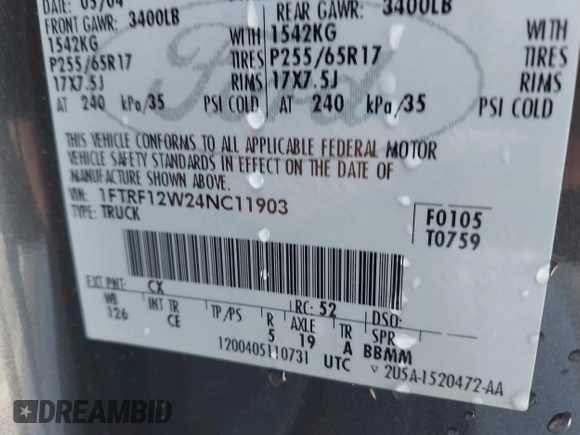 DATE: 05/04
FRONT GAWR: 3400LB REAR GAWR: 3400LB
1542KG WITH 1542KG WITH
P255/65R17 TIRES P255/65R17 TIRES
17X7.5J RIMS 17X7.5J RIMS
AT 240 kPa/35 PSI COLD AT 240 kPa/35 PSI COLD
Ford
THIS VEHICLE CONFORMS TO ALL APPLICABLE FEDERAL MOTOR
VEHICLE SAFETY STANDARDS IN EFFECT ON THE DATE OF
MANUFACTURE SHOWN ABOVE.
VIN: 1FTRF12W24NC11903
TYPE: TRUCK
F0105
T0759
EXT PNT: CX RC: 52 DSO:
WB INT TR TP/PS R AXLE TR SPR
126 CE 5 19 A BBMM
1200405110731 UTC ▽ 2U5A-1520472-AA
DREAMBID